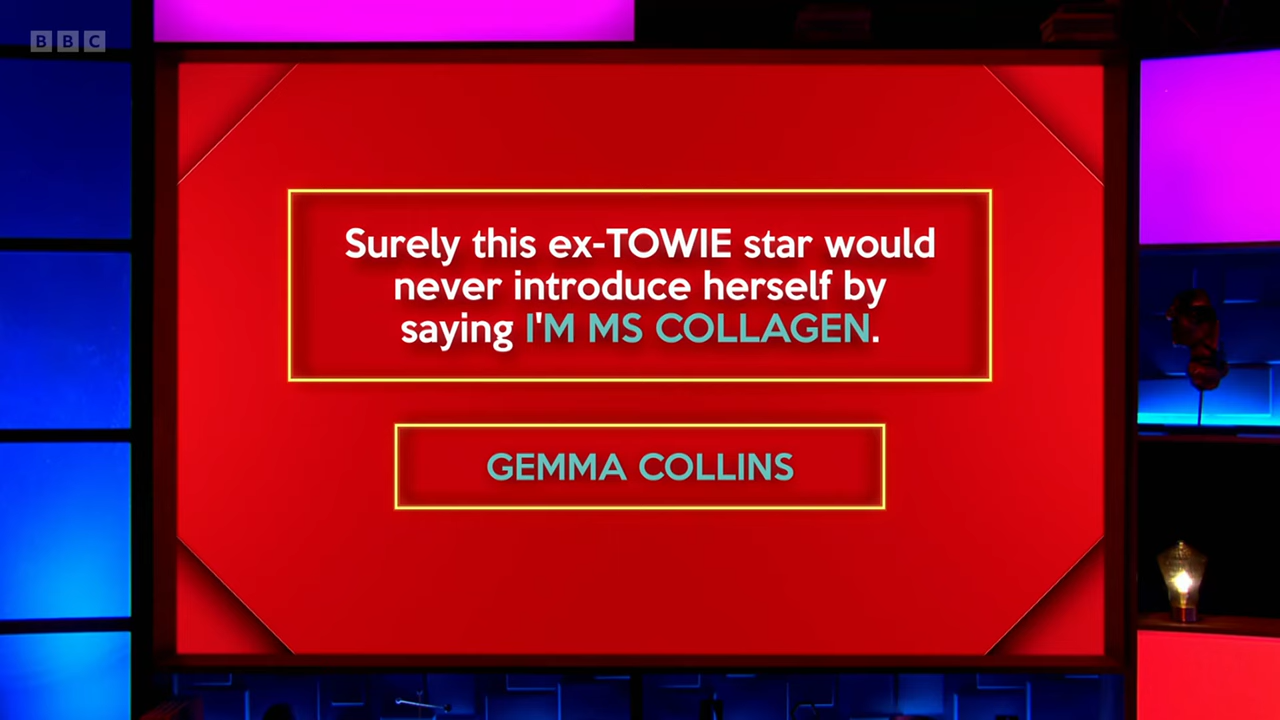 BBC
Surely this ex-TOWIE star would
never introduce herself by
saying I'M MS COLLAGEN.
GEMMA COLLINS